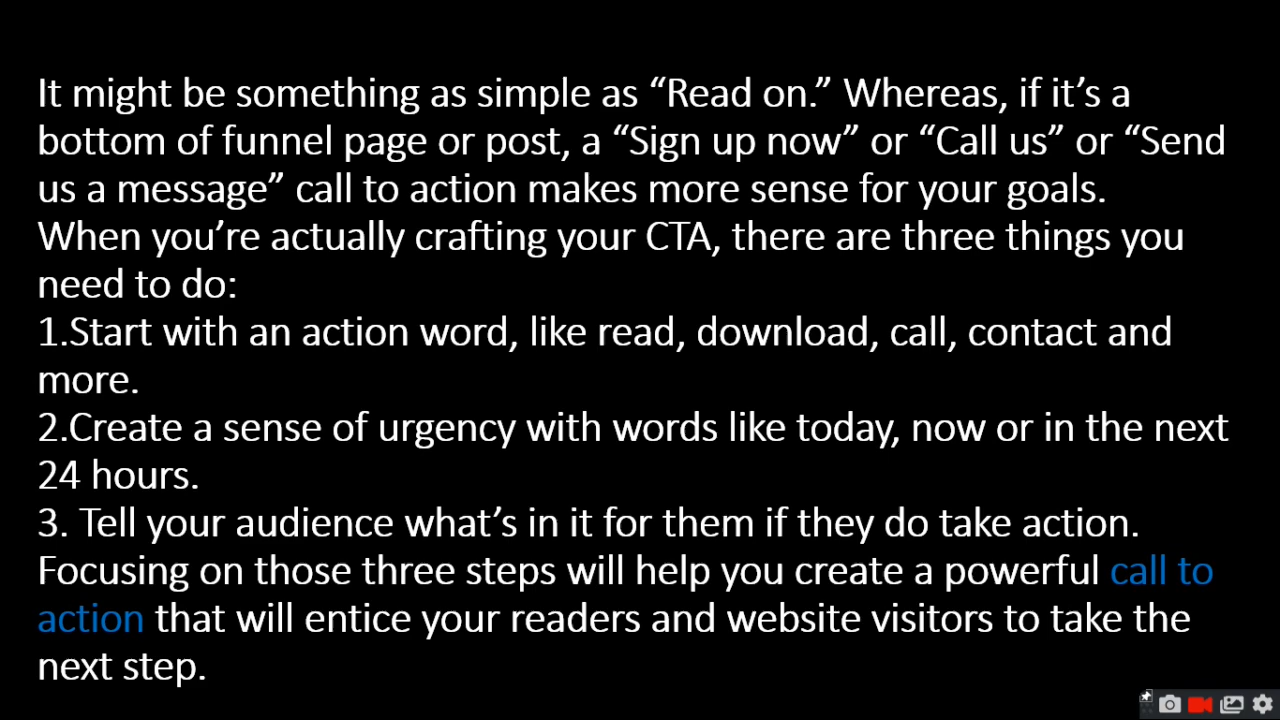 It might be something as simple as “Read on.” Whereas, if it’s a
bottom of funnel page or post, a “Sign up now” or “Call us” or “Send
us a message” call to action makes more sense for your goals.
When you’re actually crafting your CTA, there are three things you
need to do:
1.Start with an action word, like read, download, call, contact and
more.
2.Create a sense of urgency with words like today, now or in the next
24 hours.
3. Tell your audience what’s in it for them if they do take action.
Focusing on those three steps will help you create a powerful call to
action that will entice your readers and website visitors to take the
next step.